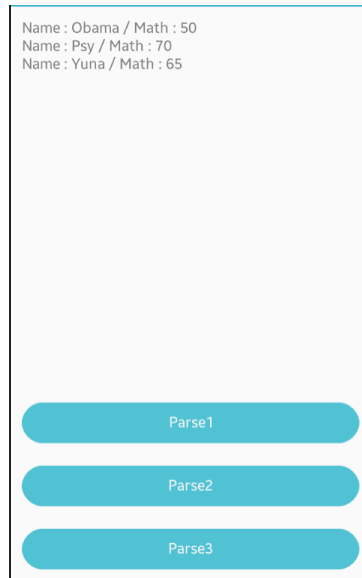 Name : Obama / Math : 50
Name : Psy / Math : 70
Name : Yuna / Math : 65
Parse1
Parse2
Parse3